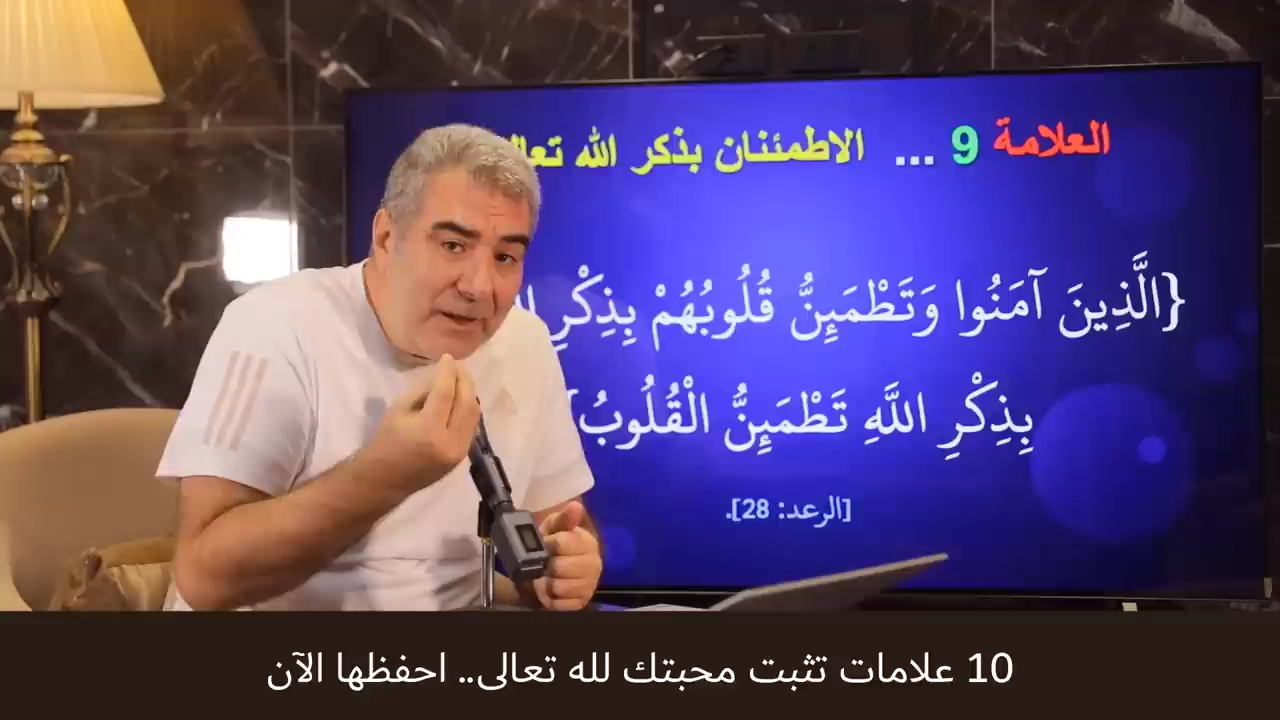 العلامة 9 ... الاطمئنان بذكر الله
{الَّذِينَ آمَنُوا وَتَطْمَئِنُّ قُلُوبُهُمْ بِذِكْرِ
بِذِكْرِ اللَّهِ تَطْمَئِنُّ الْقُلُوبُ}
[الرعد: 28].
10 علامات تثبت محبتك لله تعالى.. احفظها الآن